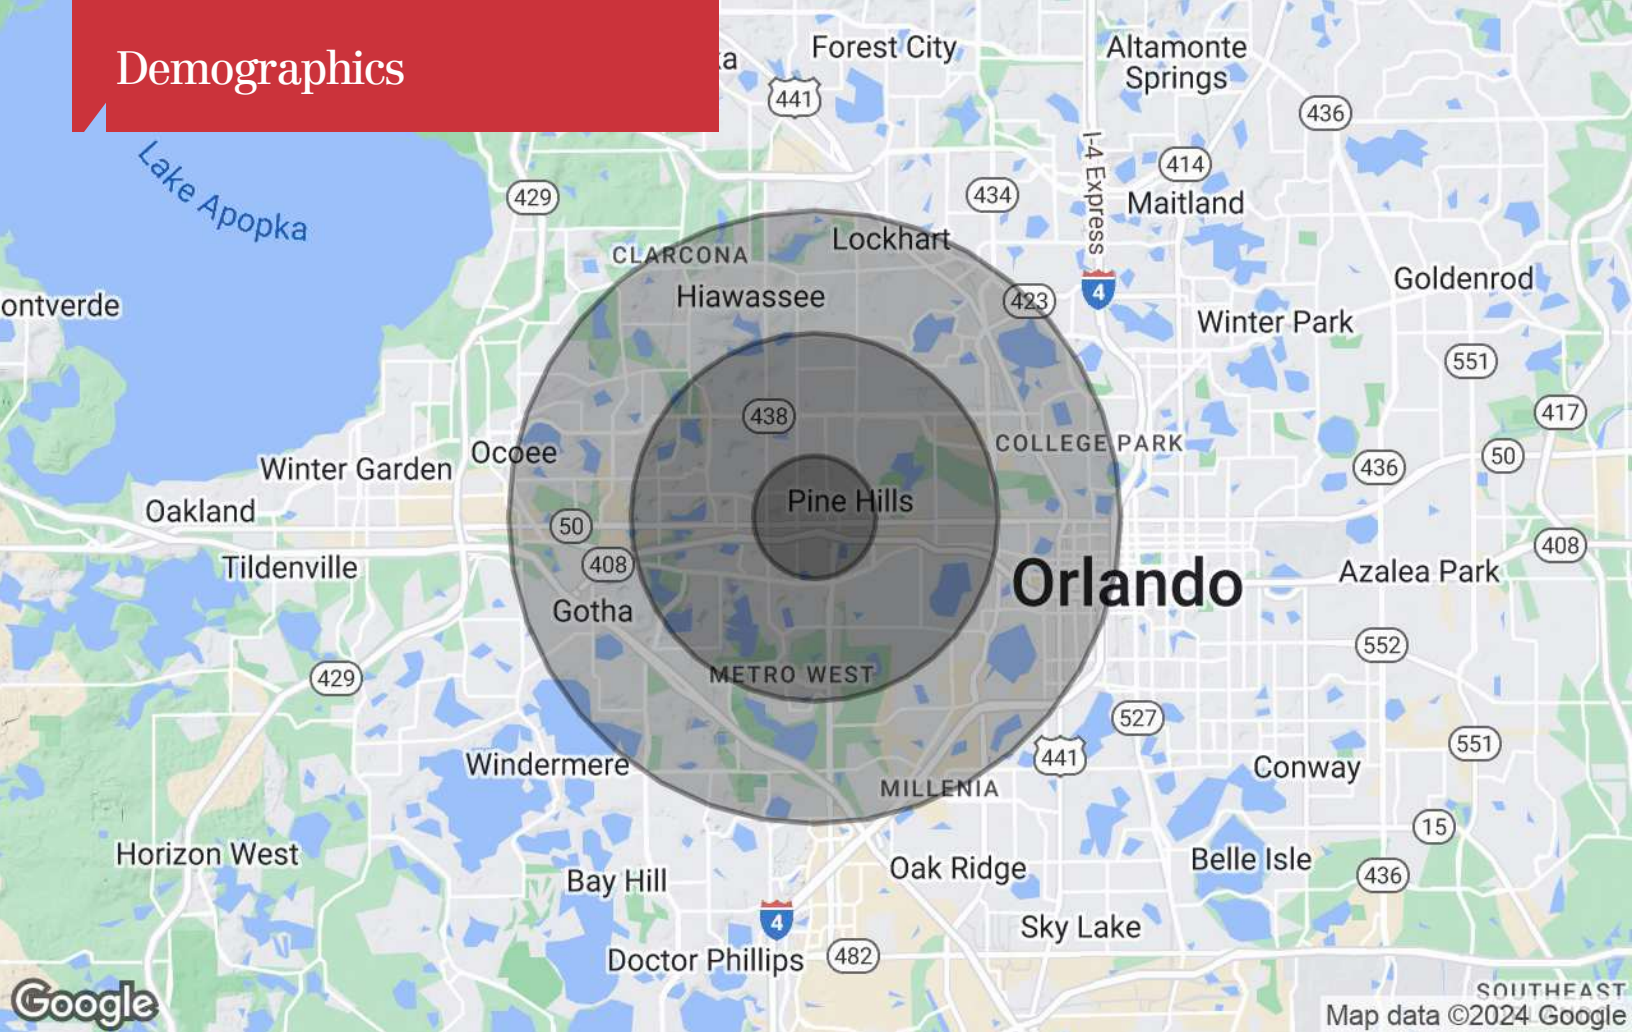 Demographics
Forest City
Altamonte
Springs
441
436
I-4 Express
414
Lake Apopka
429
434
Maitland
Lockhart
CLARCONA
Goldenrod
4
Hiawassee
423
ontverde
Winter Park
551
438
417
COLLEGE PARK
Ocoee
50
Winter Garden
436
Pine Hills
Oakland
50
408
408
Tildenville
Azalea Park
Orlando
Gotha
552
METRO WEST
429
527
551
441
Windermere
Conway
MILLENIA
15
Horizon West
Belle Isle
Oak Ridge
436
Bay Hill
4
Sky Lake
482
Doctor Phillips
SOUTHEAST
Google
Map data ©2024 Google